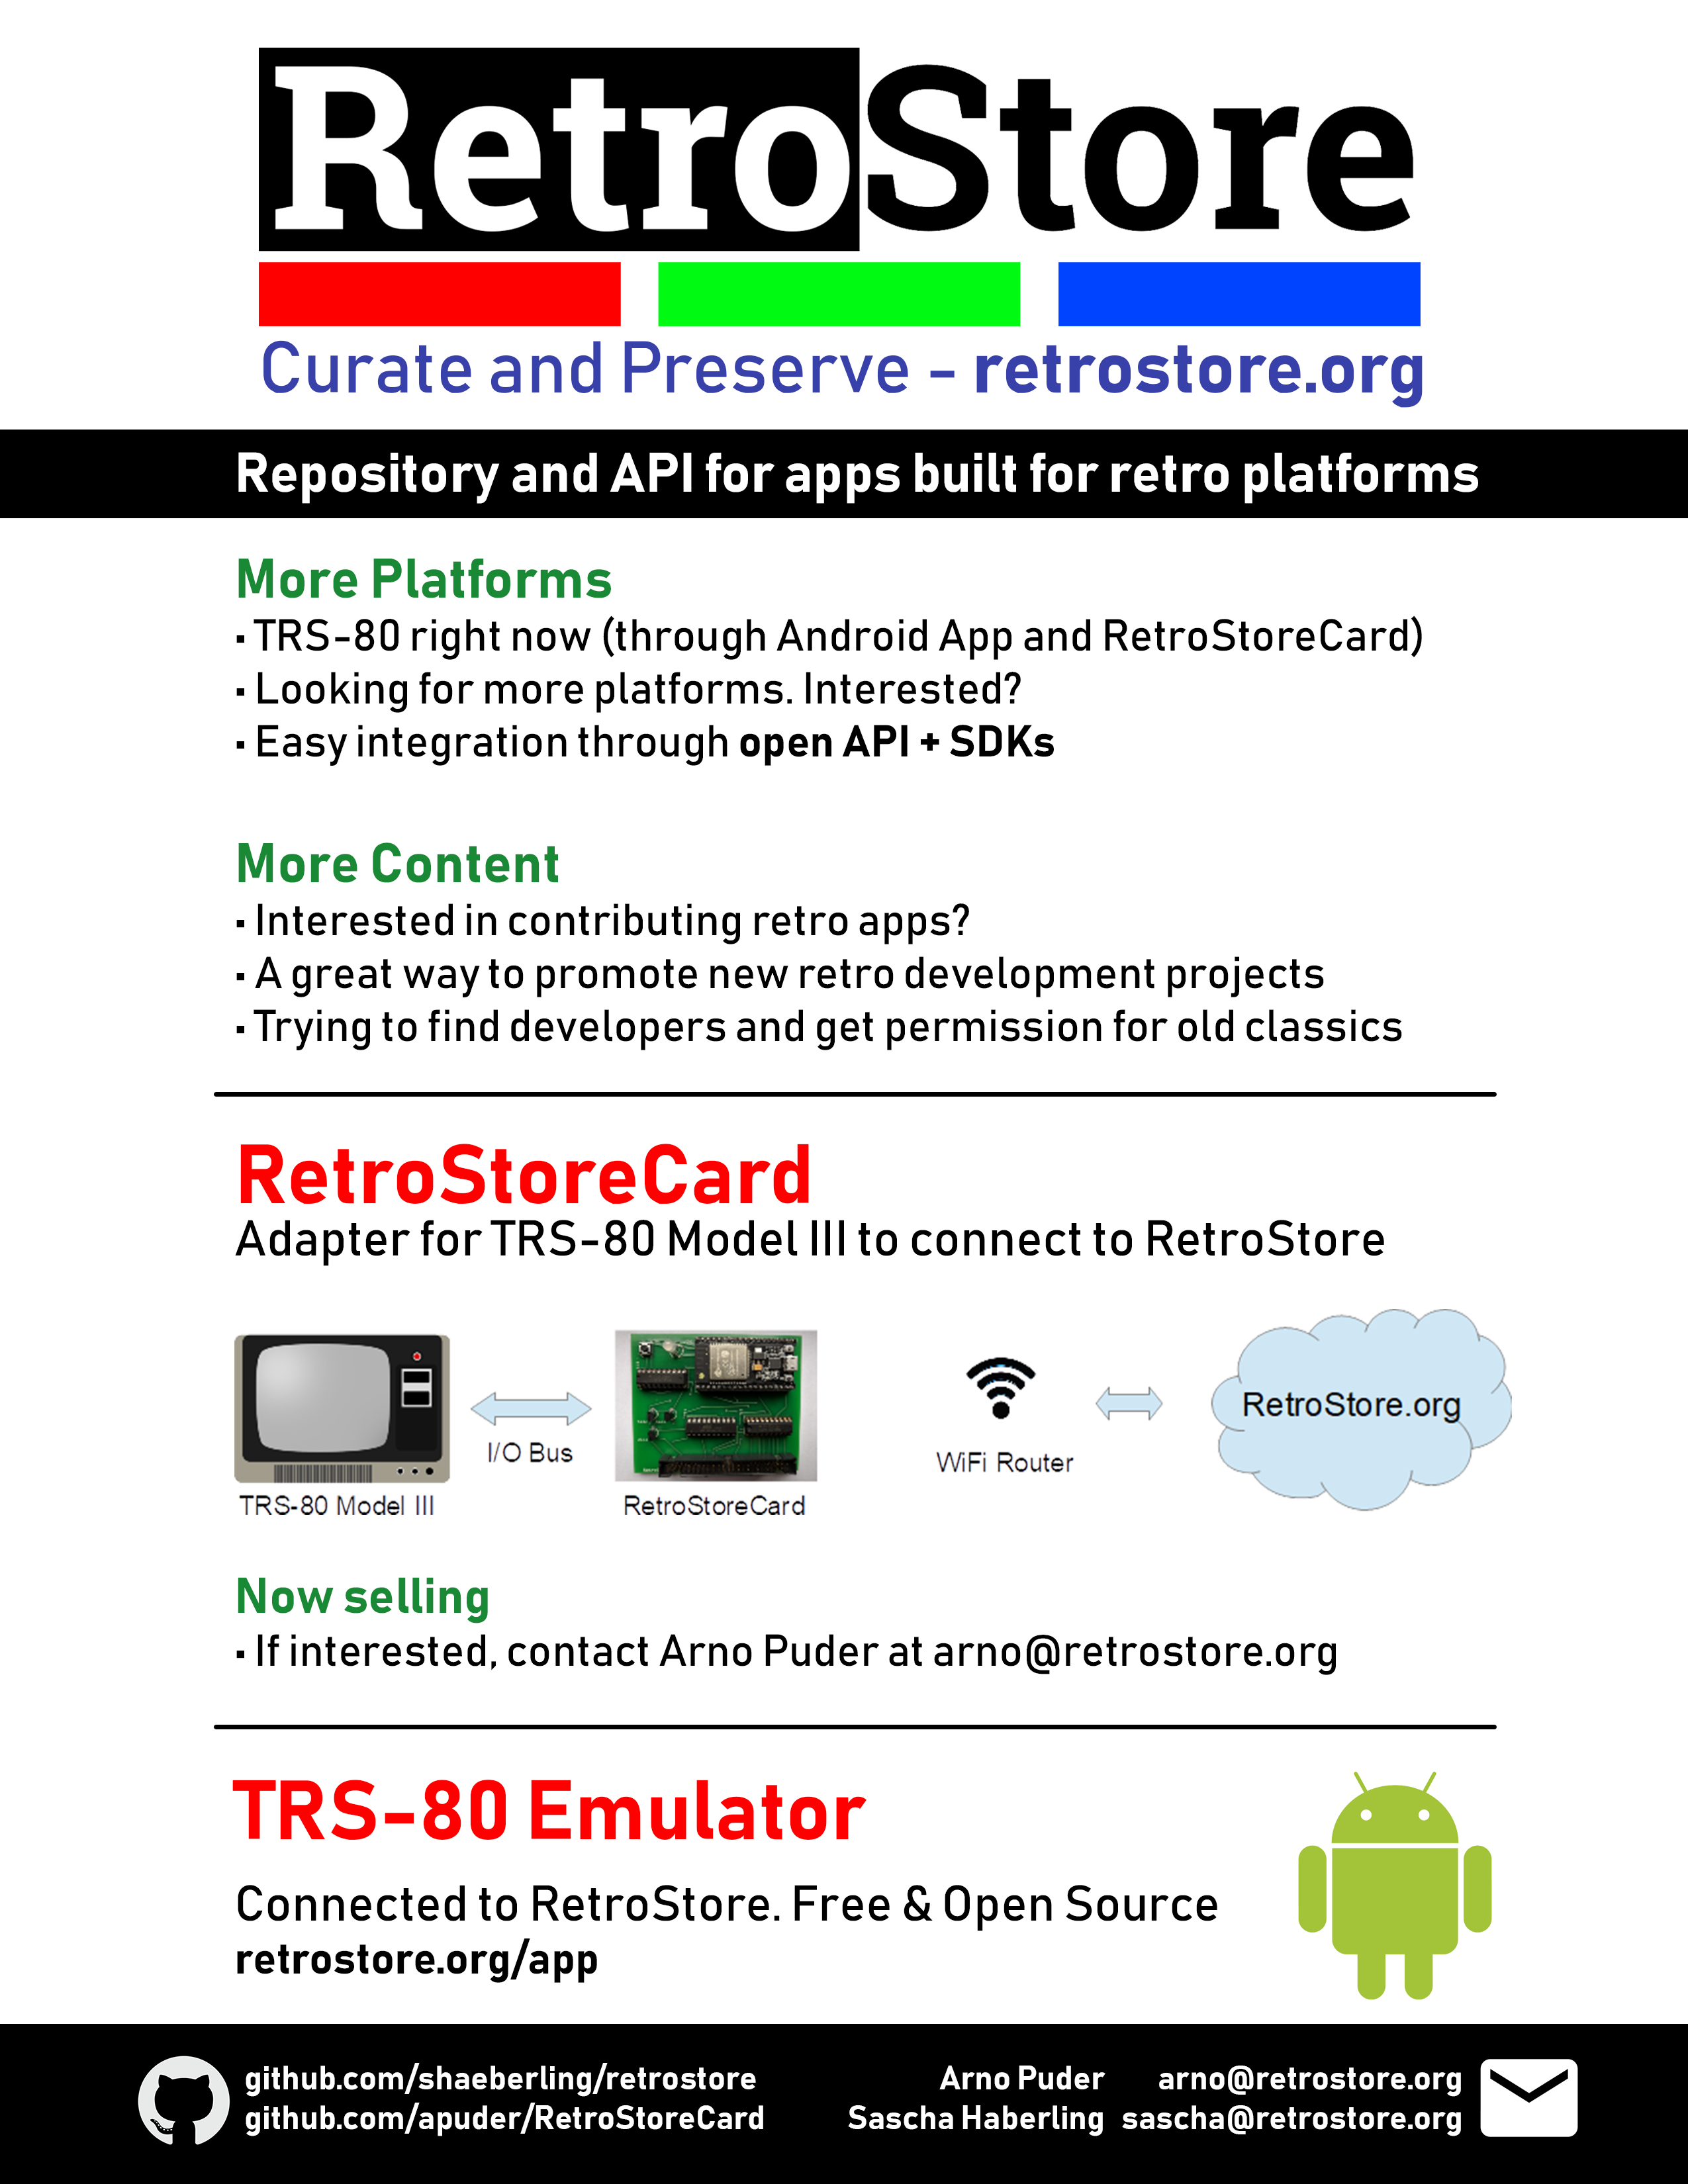 RetroStore
Curate and Preserve - retrostore.org
Repository and API for apps built for retro platforms
More Platforms
▪ TRS-80 right now (through Android App and RetroStoreCard)
▪ Looking for more platforms. Interested?
▪ Easy integration through open API + SDKs
More Content
▪ Interested in contributing retro apps?
▪ A great way to promote new retro development projects
▪ Trying to find developers and get permission for old classics
RetroStoreCard
Adapter for TRS-80 Model III to connect to RetroStore
I/O Bus
TRS-80 Model III
RetroStoreCard
WiFi Router
RetroStore.org
Now selling
▪ If interested, contact Arno Puder at arno@retrostore.org
TRS-80 Emulator
Connected to RetroStore. Free & Open Source
retrostore.org/app
github.com/shaeberling/retrostore
github.com/apuder/RetroStoreCard
Arno Puder arno@retrostore.org
Sascha Haberling sascha@retrostore.org